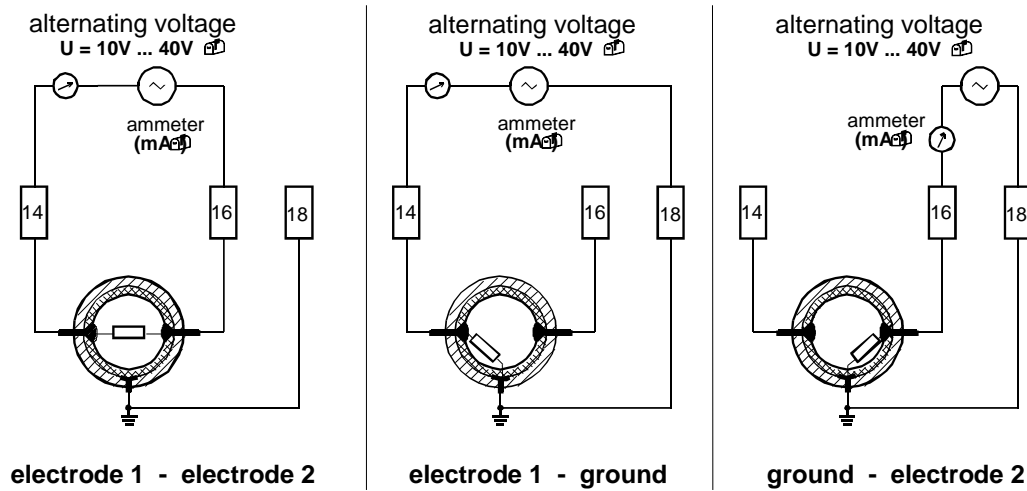 alternating voltage
U = 10V ... 40V
ammeter
(mA)
14
16
18
electrode 1 - electrode 2
alternating voltage
U = 10V ... 40V
ammeter
(mA)
14
16
18
electrode 1 - ground
alternating voltage
U = 10V ... 40V
ammeter
(mA)
14
16
18
ground - electrode 2